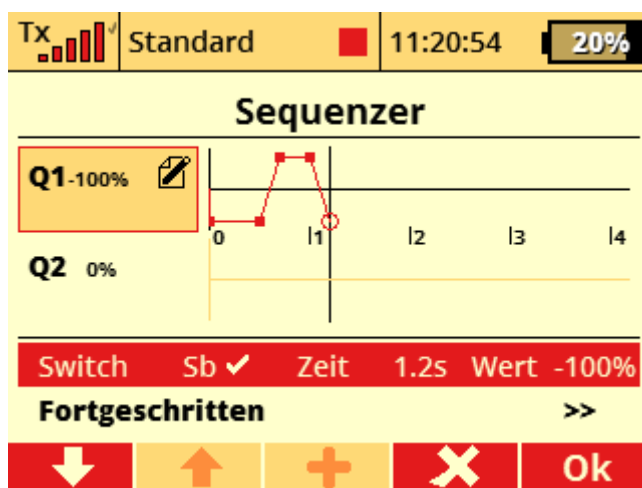 Tx Standard 11:20:54 20%
Sequenzer
Q1 -100%
0 1 2 3 4
Q2 0%
Switch Sb ✓ Zeit 1.2s Wert -100%
Fortgeschritten >>
Ok